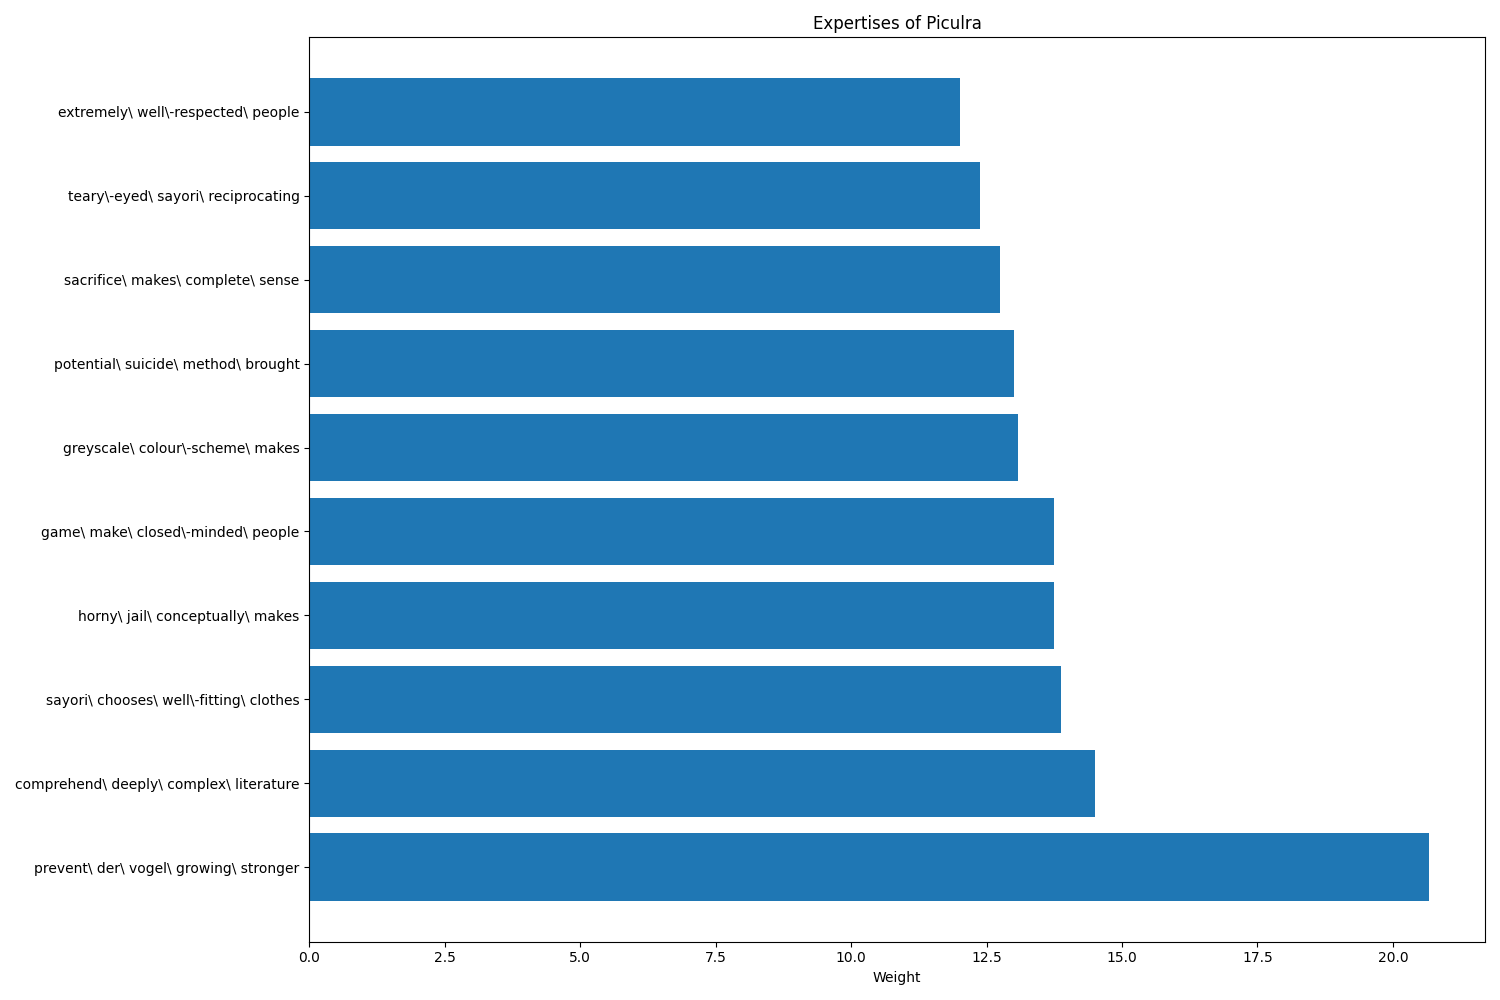 Expertises of Piculra
extremely\ well\-respected\ people
teary\-eyed\ sayori\ reciprocating
sacrifice\ makes\ complete\ sense
potential\ suicide\ method\ brought
greyscale\ colour\-scheme\ makes
game\ make\ closed\-minded\ people
horny\ jail\ conceptually\ makes
sayori\ chooses\ well\-fitting\ clothes
comprehend\ deeply\ complex\ literature
prevent\ der\ vogel\ growing\ stronger
0.0 2.5 5.0 7.5 10.0 12.5 15.0 17.5 20.0
Weight